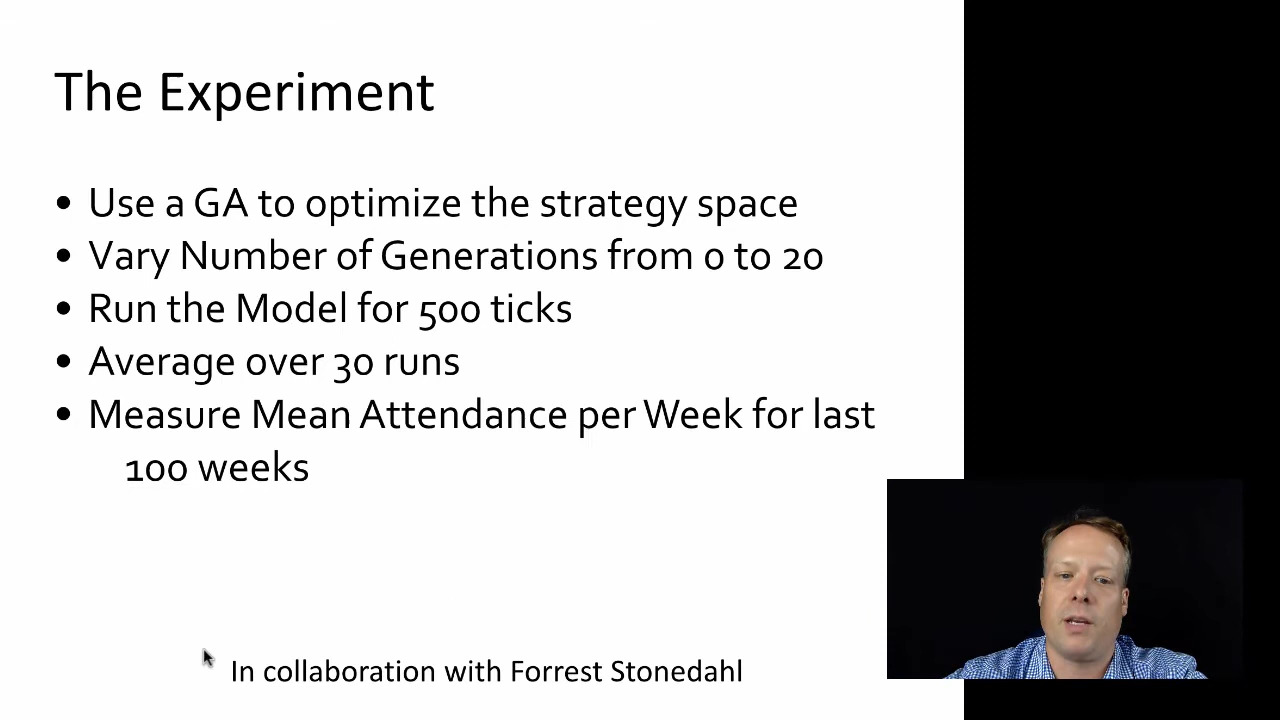 The Experiment
• Use a GA to optimize the strategy space
• Vary Number of Generations from 0 to 20
• Run the Model for 500 ticks
• Average over 30 runs
• Measure Mean Attendance per Week for last
100 weeks
In collaboration with Forrest Stonedahl